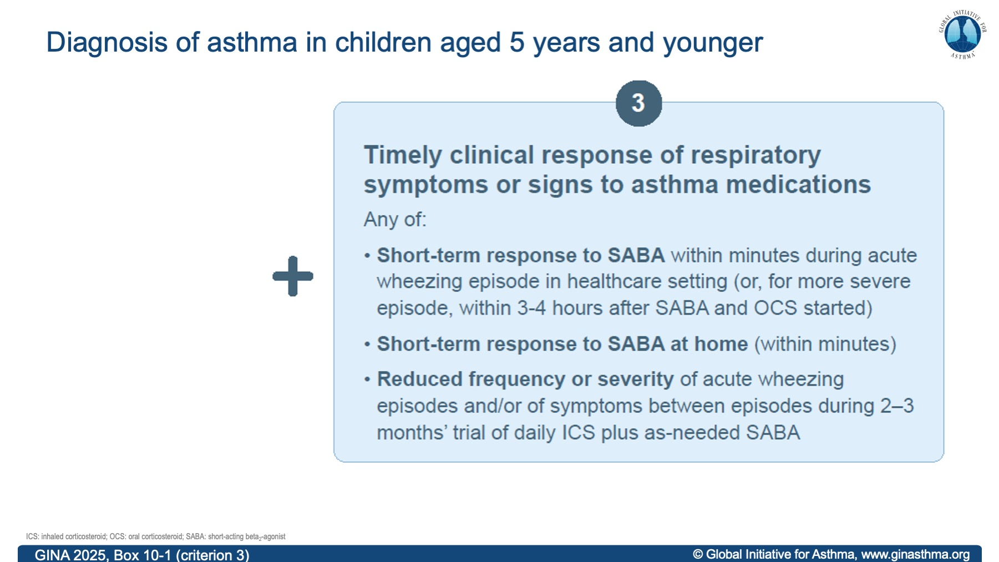 Diagnosis of asthma in children aged 5 years and younger
GLOBAL INITIATIVE FOR
ASTHMA
3
Timely clinical response of respiratory
symptoms or signs to asthma medications
Any of:
• Short-term response to SABA within minutes during acute
wheezing episode in healthcare setting (or, for more severe
episode, within 3-4 hours after SABA and OCS started)
• Short-term response to SABA at home (within minutes)
• Reduced frequency or severity of acute wheezing
episodes and/or of symptoms between episodes during 2–3
months’ trial of daily ICS plus as-needed SABA
+
ICS: inhaled corticosteroid; OCS: oral corticosteroid; SABA: short-acting beta₂-agonist
GINA 2025, Box 10-1 (criterion 3)
© Global Initiative for Asthma, www.ginasthma.org